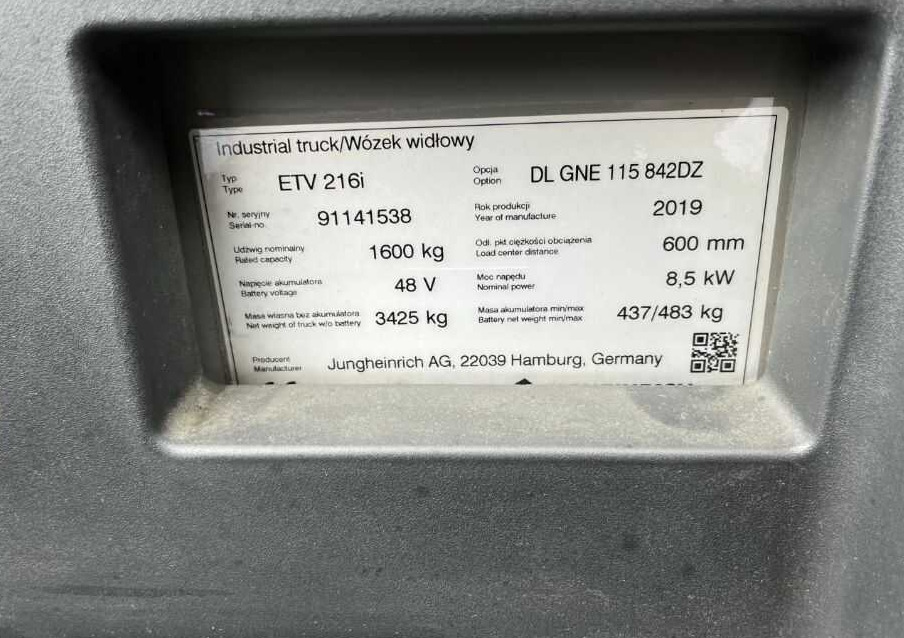 Industrial truck/Wózek widłowy
Typ
Type
ETV 216i
Opcja
Option
DL GNE 115 842DZ
Nr. seryjny
Serial-no.
91141538
Rok produkcji
Year of manufacture
2019
Udźwig nominalny
Rated capacity
1600 kg
Odl. pkt ciężkości obciążenia
Load center distance
600 mm
Napięcie akumulatora
Battery voltage
48 V
Moc napędu
Nominal power
8,5 kW
Masa własna bez akumulatora
Net weight of truck w/o battery
3425 kg
Masa akumulatora min/max
Battery net weight min/max
437/483 kg
Producent
Manufacturer
Jungheinrich AG, 22039 Hamburg, Germany